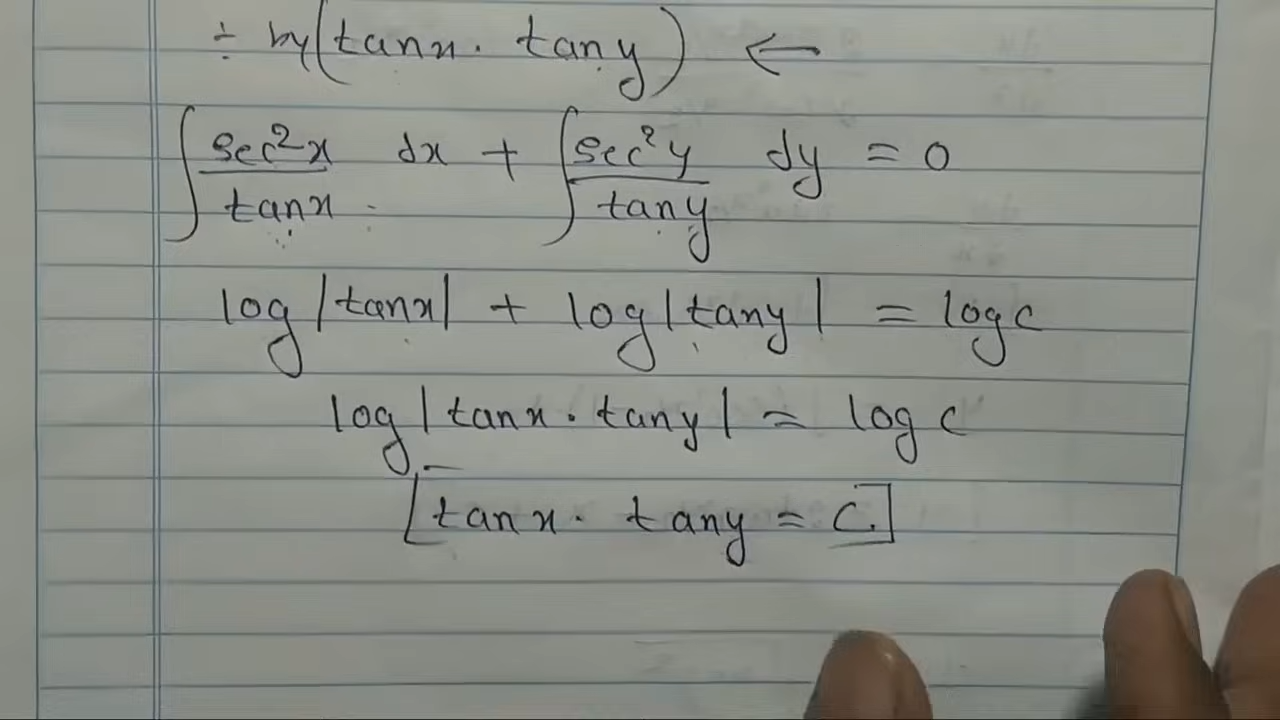 ÷ by (tanx · tany) ←
∫ sec²x/tanx dx + ∫ sec²y/tany dy = 0
log|tanx| + log|tany| = logc
log|tanx · tany| = log c
[tanx · tany = c.]